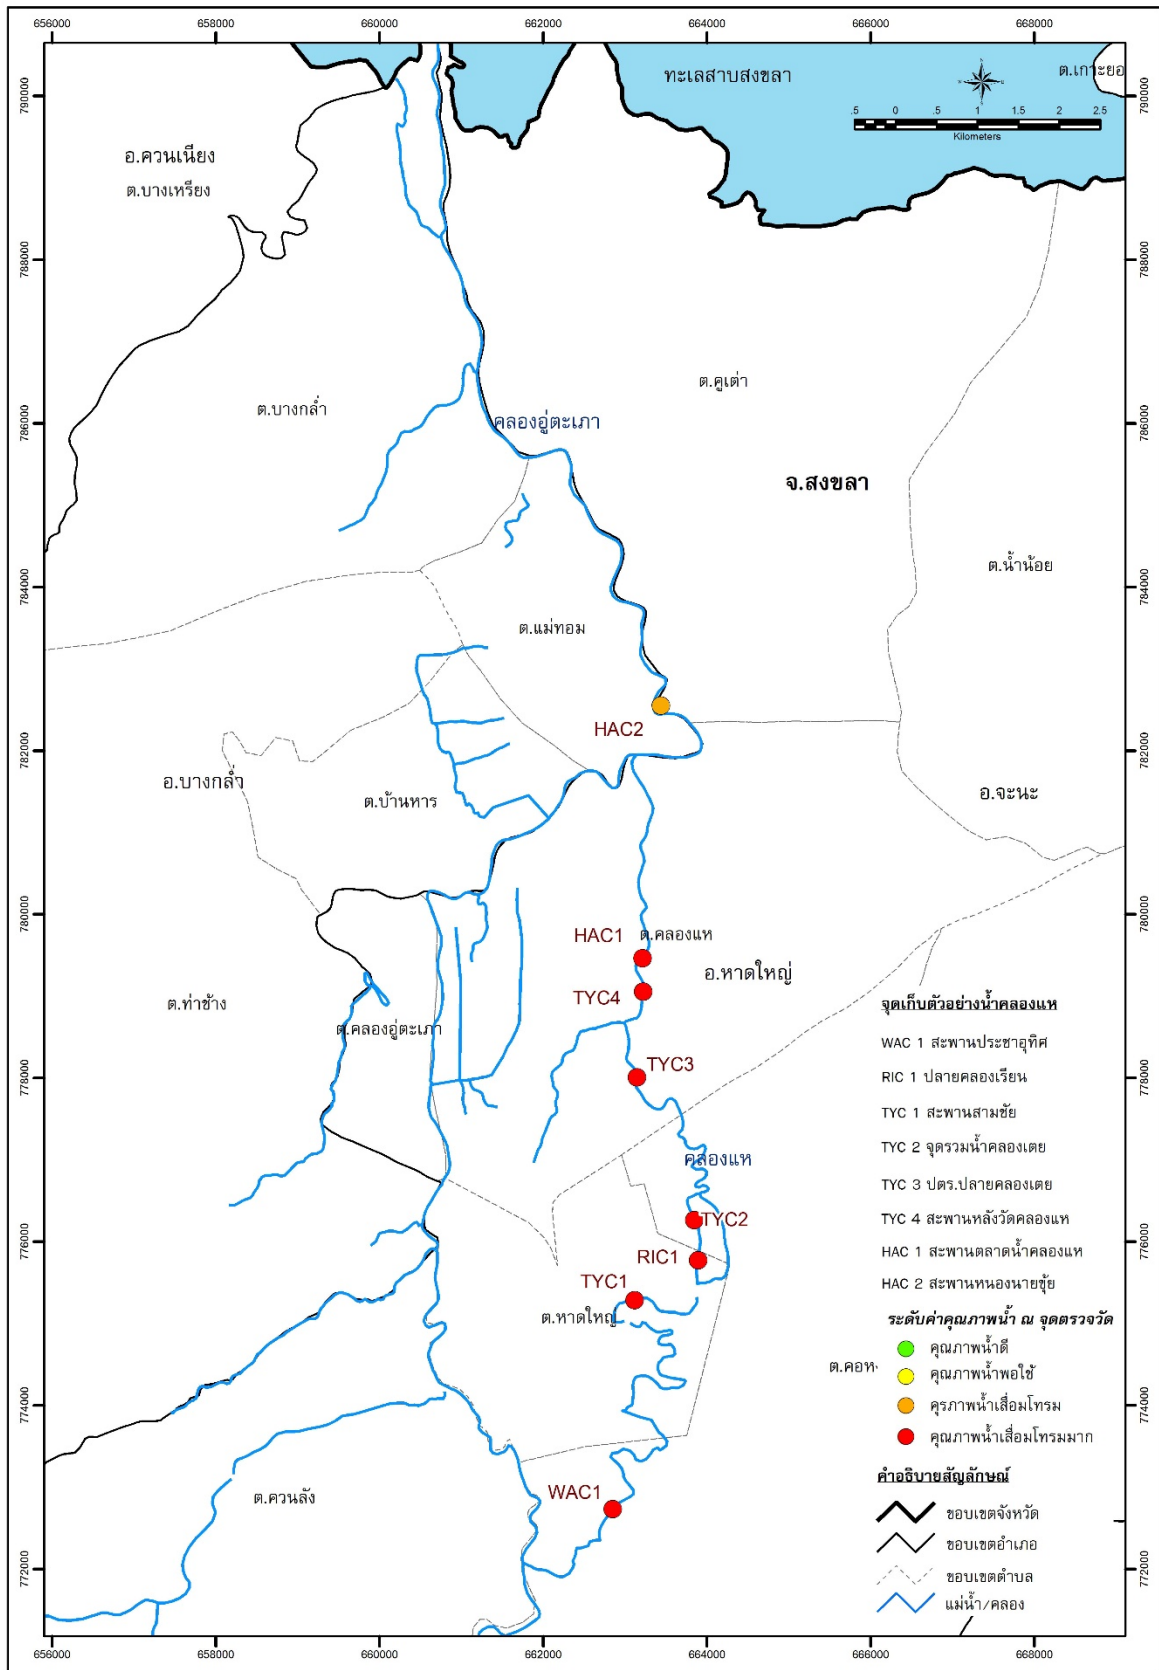 656000 658000 660000 662000 664000 666000 668000
790000 790000
788000 788000
786000 786000
784000 784000
782000 782000
780000 780000
778000 778000
776000 776000
774000 774000
772000 772000
656000 658000 660000 662000 664000 666000 668000
ทะเลสาบสงขลา
ต.เกาะยอ
.5 0 .5 1 1.5 2 2.5
Kilometers
อ.ควนเนียง
ต.บางเหรียง
ต.คูเต่า
ต.บางกล่ำ
คลองอู่ตะเภา
จ.สงขลา
ต.น้ำน้อย
ต.แม่ทอม
HAC2
อ.บางกล่ำ
ต.บ้านหาร
อ.จะนะ
HAC1
ต.คลองแห
อ.หาดใหญ่
TYC4
ต.ท่าช้าง
ต.คลองอู่ตะเภา
TYC3
คลองแห
TYC2
RIC1
TYC1
ต.หาดใหญ่
ต.คอห
WAC1
ต.ควนลัง
จุดเก็บตัวอย่างน้ำคลองแห
WAC 1 สะพานประชาอุทิศ
RIC 1 ปลายคลองเรียน
TYC 1 สะพานสามชัย
TYC 2 จุดรวมน้ำคลองเตย
TYC 3 ปตร.ปลายคลองเตย
TYC 4 สะพานหลังวัดคลองแห
HAC 1 สะพานตลาดน้ำคลองแห
HAC 2 สะพานหนองนายขุ้ย
ระดับค่าคุณภาพน้ำ ณ จุดตรวจวัด
คุณภาพน้ำดี
คุณภาพน้ำพอใช้
คุรภาพน้ำเสื่อมโทรม
คุณภาพน้ำเสื่อมโทรมมาก
คำอธิบายสัญลักษณ์
ขอบเขตจังหวัด
ขอบเขตอำเภอ
ขอบเขตตำบล
แม่น้ำ/คลอง